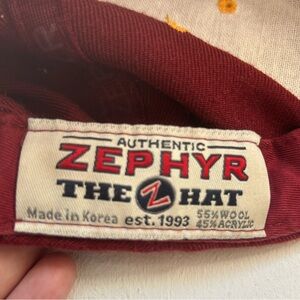 AUTHENTIC
ZEPHYR
THE Z HAT
Made in Korea est. 1993 55% WOOL
45% ACRYLIC